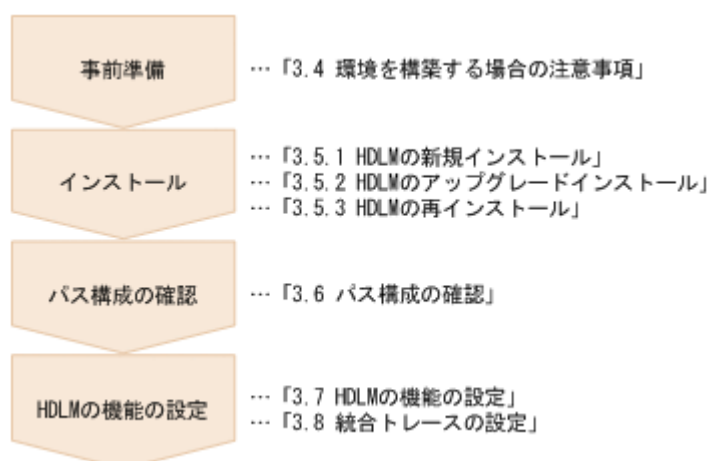 事前準備 …「3.4 環境を構築する場合の注意事項」
インストール
…「3.5.1 HDLMの新規インストール」
…「3.5.2 HDLMのアップグレードインストール」
…「3.5.3 HDLMの再インストール」
パス構成の確認 …「3.6 パス構成の確認」
HDLMの機能の設定
…「3.7 HDLMの機能の設定」
…「3.8 統合トレースの設定」